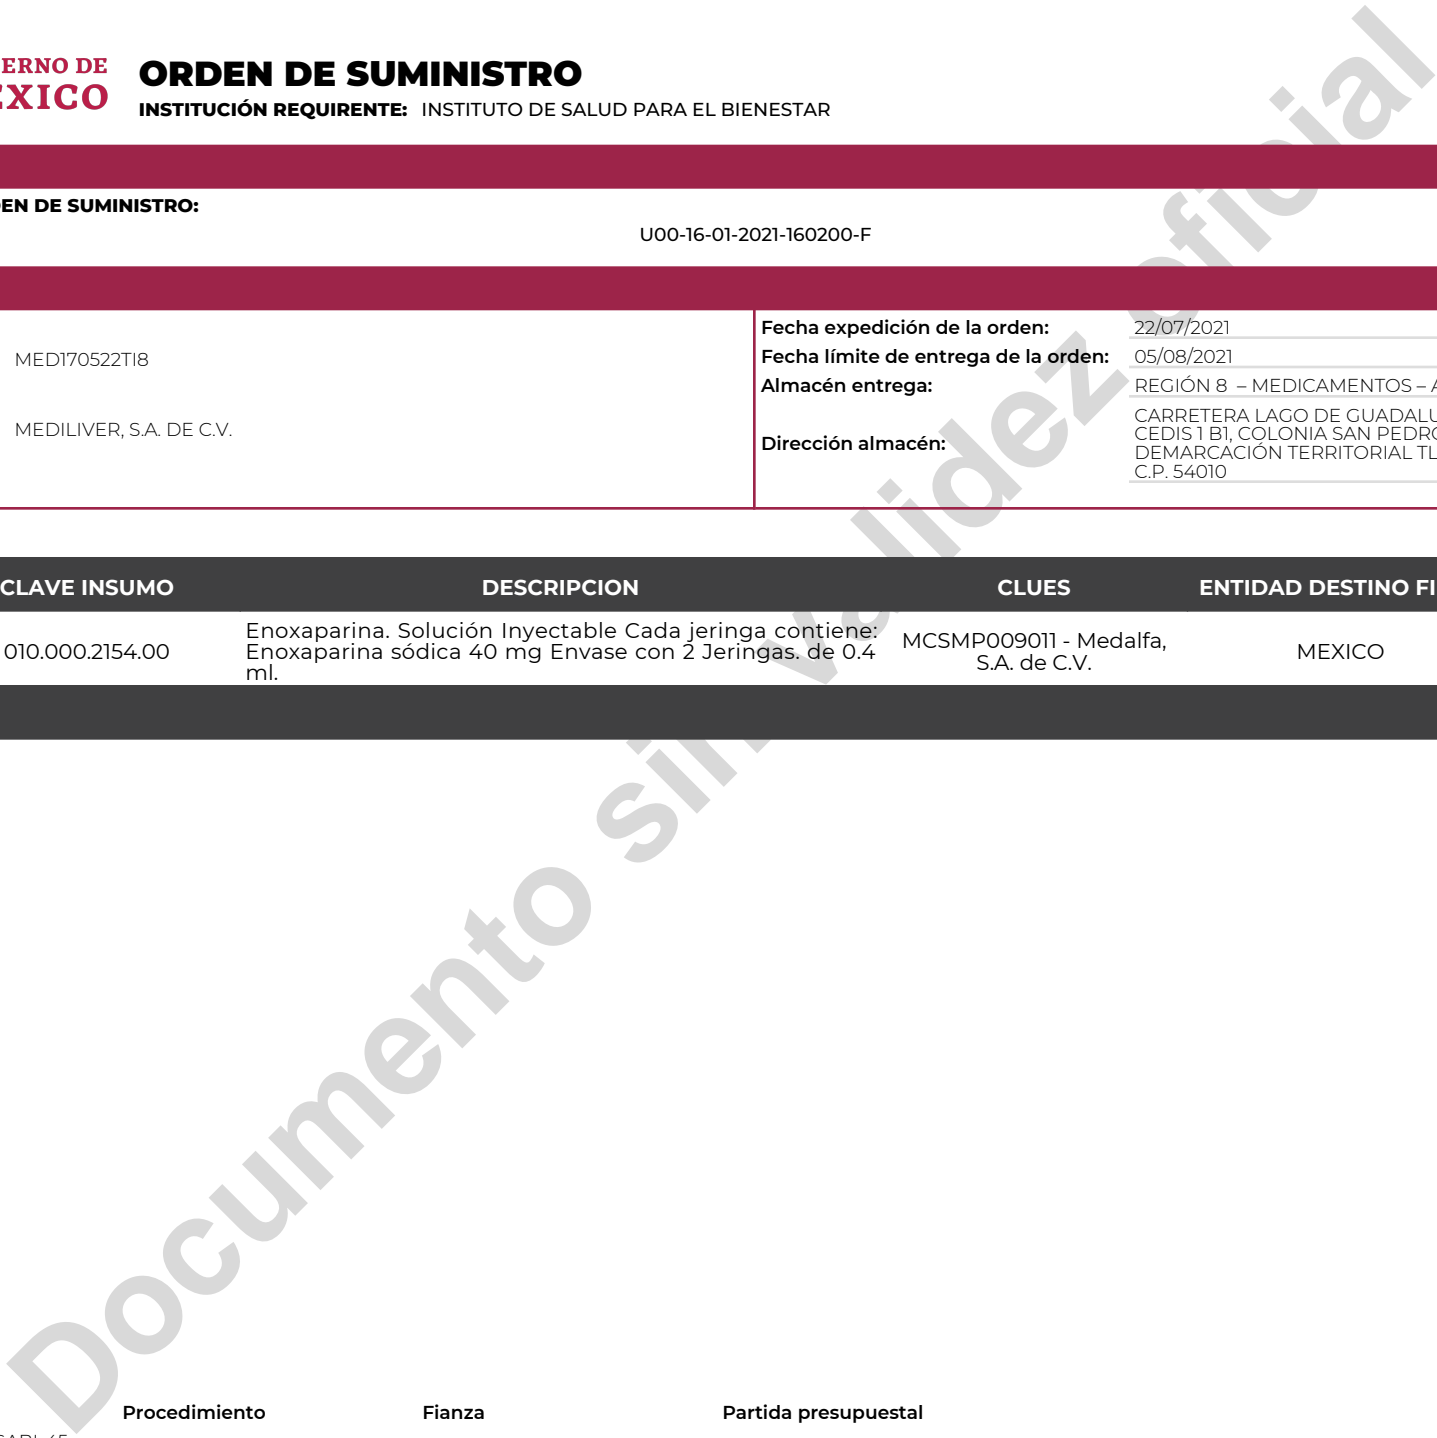 ERNO DE
ORDEN DE SUMINISTRO
EXICO
INSTITUCIÓN REQUIRENTE: INSTITUTO DE SALUD PARA EL BIENESTAR
EN DE SUMINISTRO:
U00-16-01-2021-160200-F
MED170522TI8
MEDILIVER, S.A. DE C.V.
Fecha expedición de la orden: 22/07/2021
Fecha límite de entrega de la orden: 05/08/2021
Almacén entrega: REGIÓN 8 – MEDICAMENTOS – A
Dirección almacén:
CARRETERA LAGO DE GUADALU
CEDIS 1 B1, COLONIA SAN PEDRO
DEMARCACIÓN TERRITORIAL TL
C.P. 54010
CLAVE INSUMO DESCRIPCION CLUES ENTIDAD DESTINO FI
010.000.2154.00
Enoxaparina. Solución Inyectable Cada jeringa contiene:
Enoxaparina sódica 40 mg Envase con 2 Jeringas. de 0.4
ml.
MCSMP009011 - Medalfa,
S.A. de C.V.
MEXICO
Documento sin validez oficial
Procedimiento Fianza Partida presupuestal